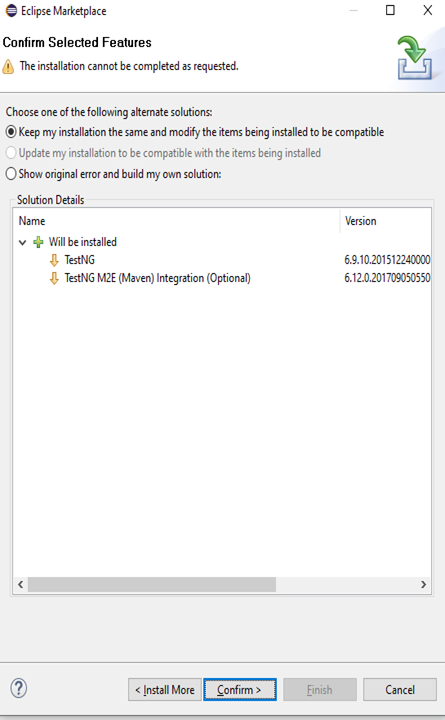 Eclipse Marketplace
Confirm Selected Features
The installation cannot be completed as requested.
Choose one of the following alternate solutions:
Keep my installation the same and modify the items being installed to be compatible
Update my installation to be compatible with the items being installed
Show original error and build my own solution:
Solution Details
Name Version
Will be installed
TestNG 6.9.10.201512240000
TestNG M2E (Maven) Integration (Optional) 6.12.0.201709050550
? < Install More Confirm > Finish Cancel